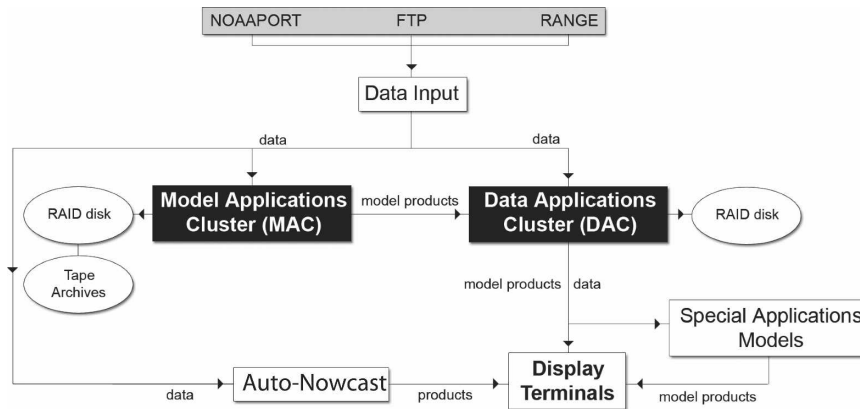 NOAAPORT FTP RANGE
Data Input
data data
Model Applications
Cluster (MAC)
model products
Data Applications
Cluster (DAC)
RAID disk
RAID disk
Tape
Archives
model products data
Special Applications
Models
Auto-Nowcast
Display
Terminals
data
products
model products